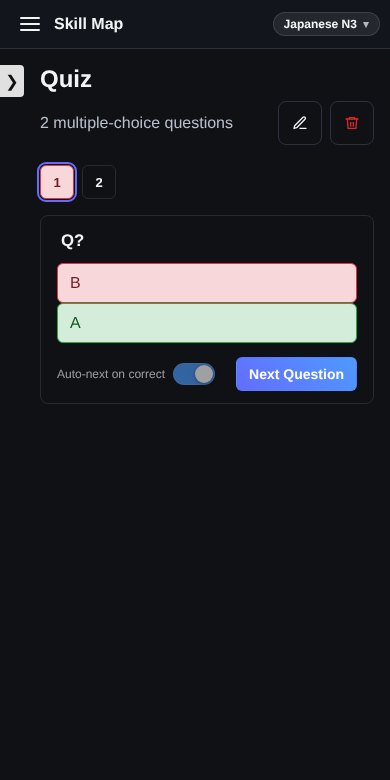 Skill Map
Japanese N3 ▾
❯
Quiz
2 multiple-choice questions
1
2
Q?
B
A
Auto-next on correct
Next Question